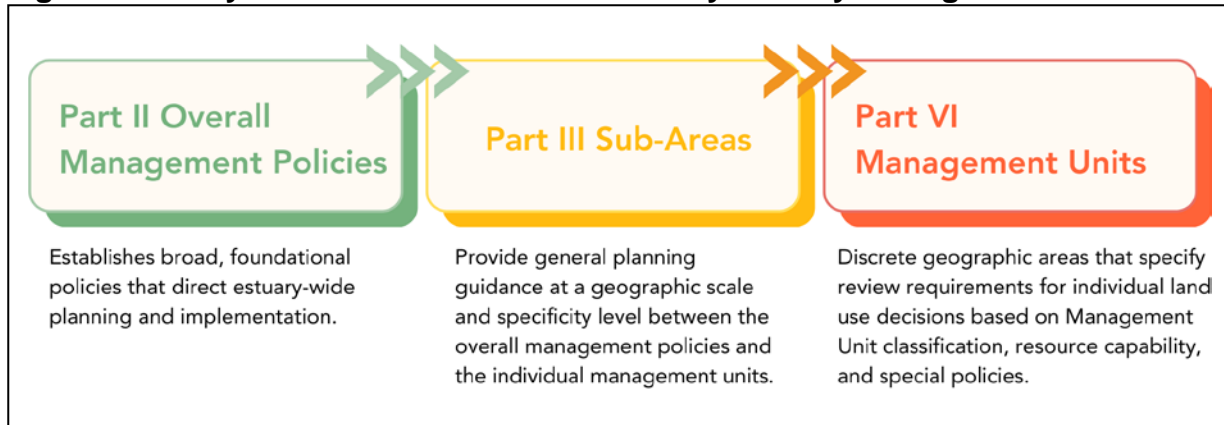 Part II Overall
Management Policies
Part III Sub-Areas
Part VI
Management Units
Establishes broad, foundational
policies that direct estuary-wide
planning and implementation.
Provide general planning
guidance at a geographic scale
and specificity level between the
overall management policies and
the individual management units.
Discrete geographic areas that specify
review requirements for individual land
use decisions based on Management
Unit classification, resource capability,
and special policies.